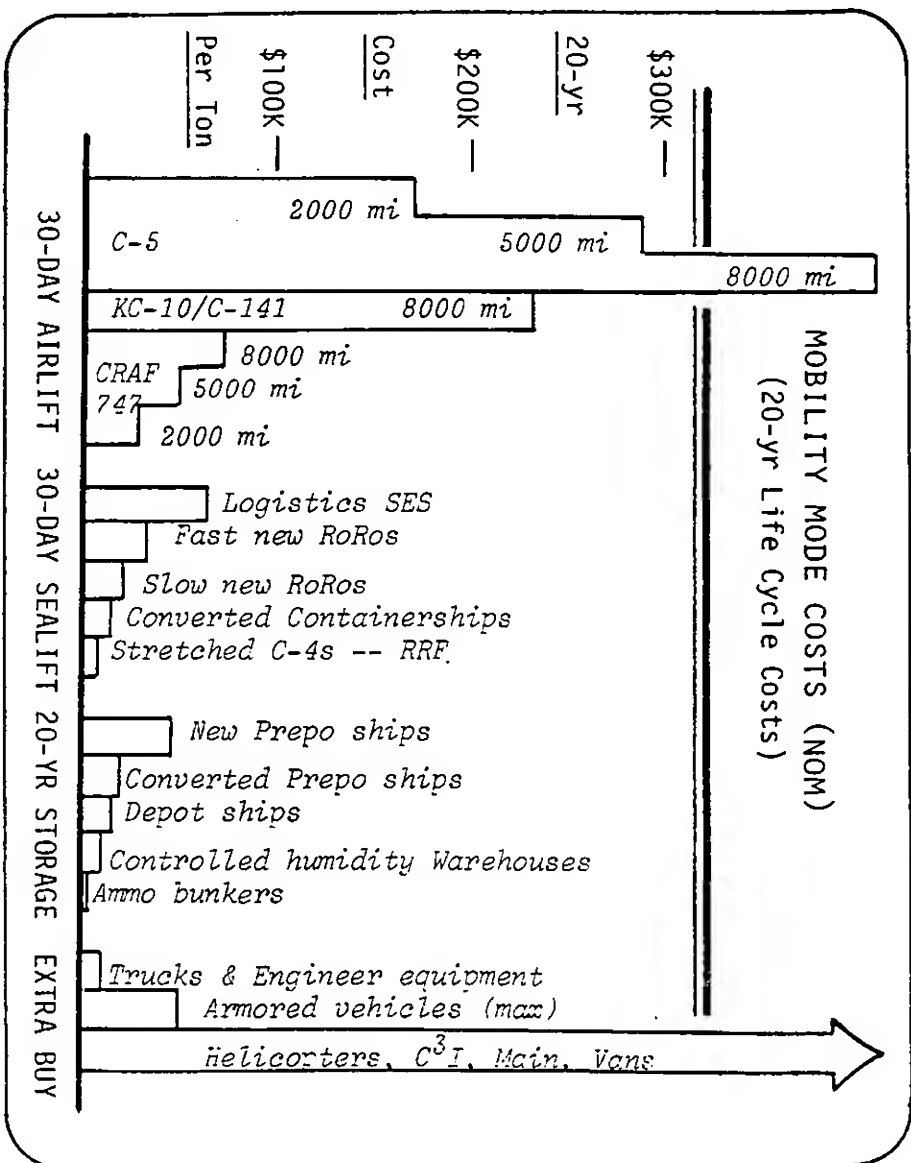 MOBILITY MODE COSTS (NOM)
(20-yr Life Cycle Costs)
$300K
20-yr
$200K
Cost
$100K
Per Ton
2000 mi
C-5
5000 mi
8000 mi
KC-10/C-141 8000 mi
8000 mi
CRAF
5000 mi
747
2000 mi
Logistics SES
Fast new RoRos
Slow new RoRos
Converted Containerships
Stretched C-4s -- RRF
New Prepo ships
Converted Prepo ships
Depot ships
Controlled humidity Warehouses
Ammo bunkers
Trucks & Engineer equipment
Armored vehicles (max)
Helicorters, C³I, Main, Vans
30-DAY AIRLIFT 30-DAY SEALIFT 20-YR STORAGE EXTRA BUY